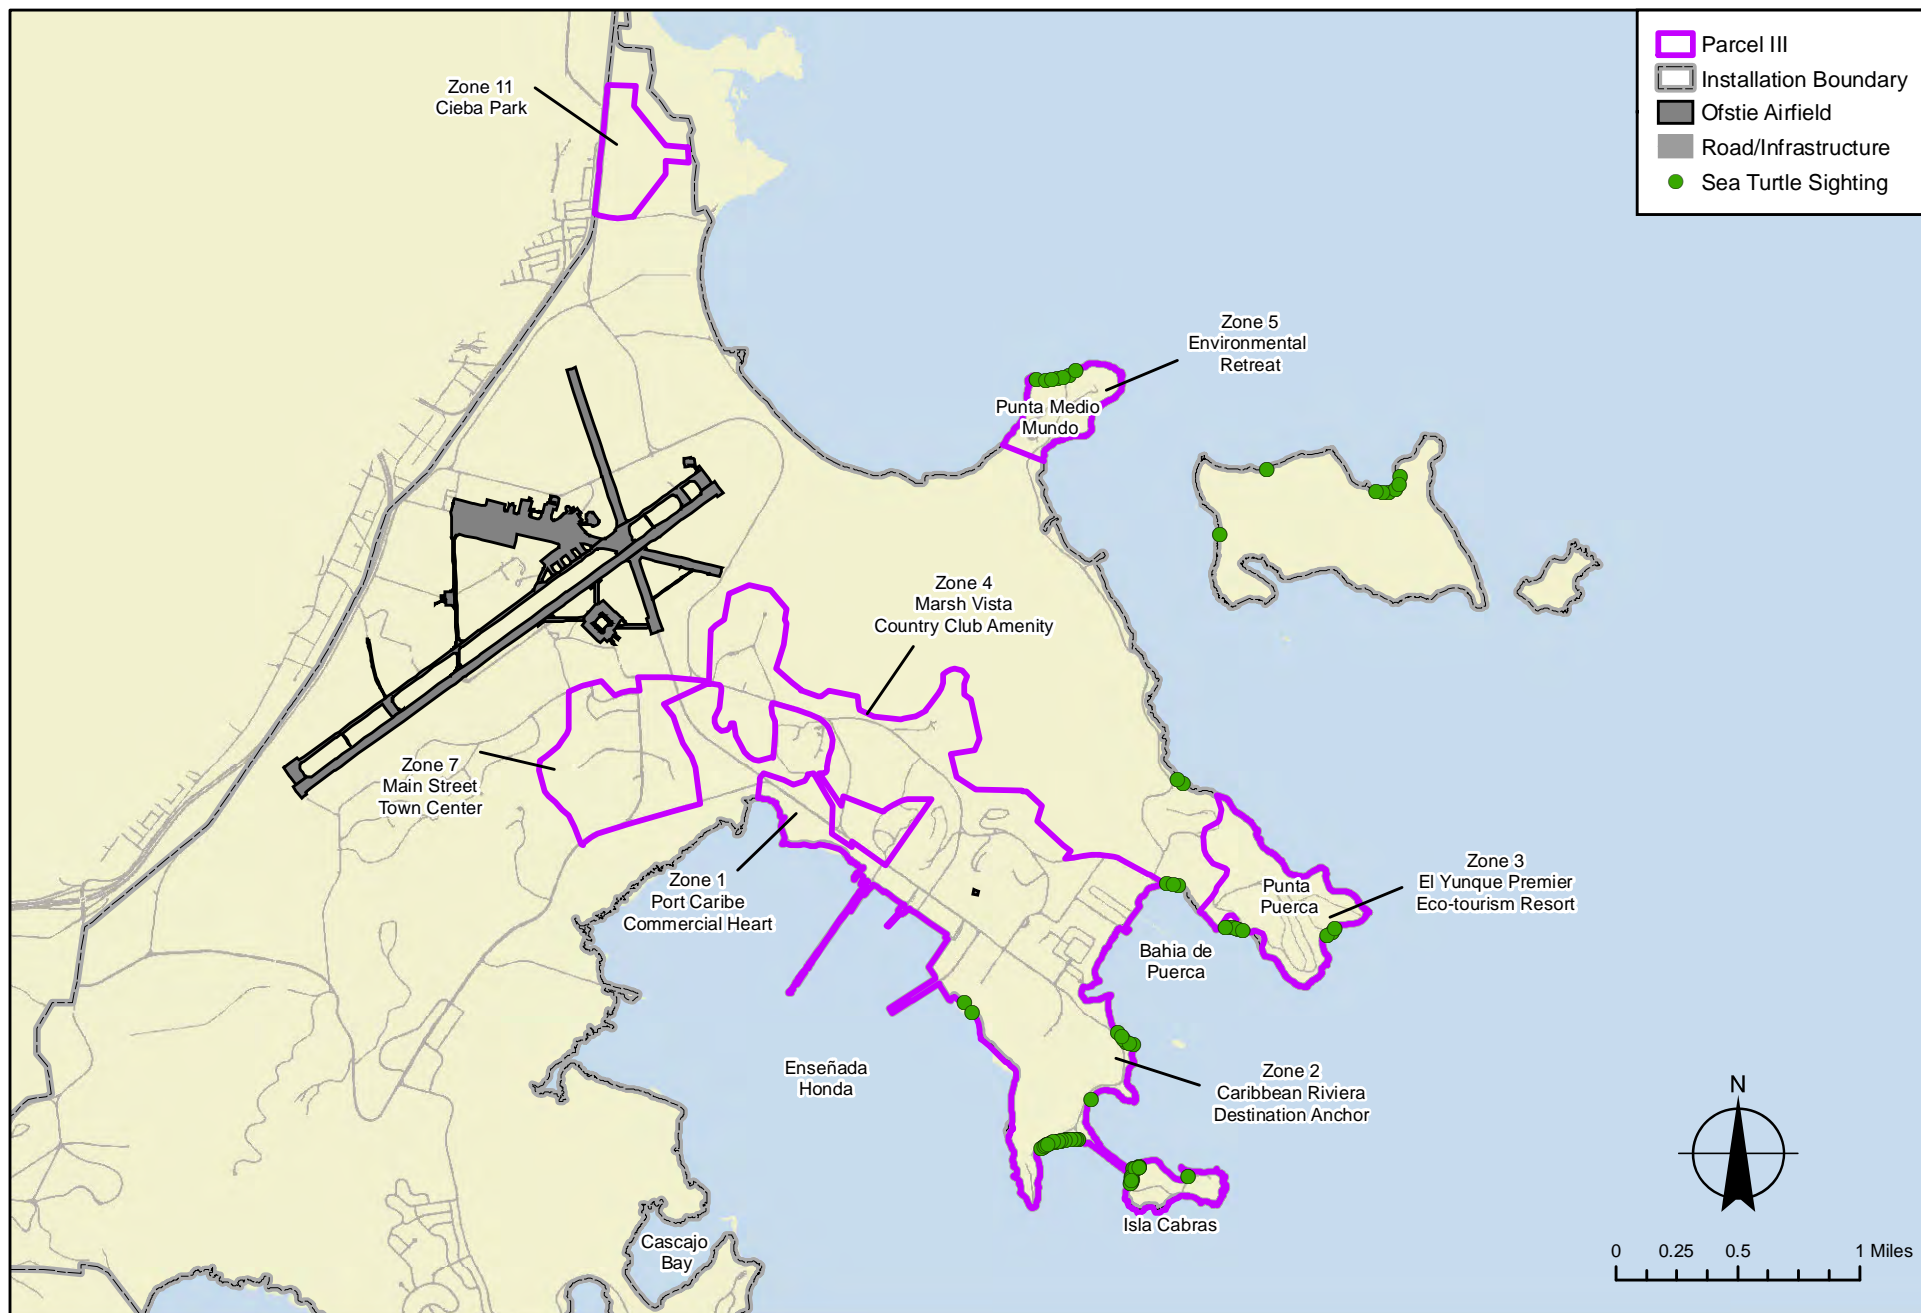 Parcel III
Installation Boundary
Ofstie Airfield
Road/Infrastructure
Sea Turtle Sighting
Zone 11
Cieba Park
Zone 5
Environmental
Retreat
Punta Medio
Mundo
Zone 4
Marsh Vista
Country Club Amenity
Zone 7
Main Street
Town Center
Zone 1
Port Caribe
Commercial Heart
Zone 3
El Yunque Premier
Eco-tourism Resort
Punta
Puerca
Bahia de
Puerca
Enseñada
Honda
Zone 2
Caribbean Riviera
Destination Anchor
Isla Cabras
Cascajo
Bay
N
0 0.25 0.5 1 Miles